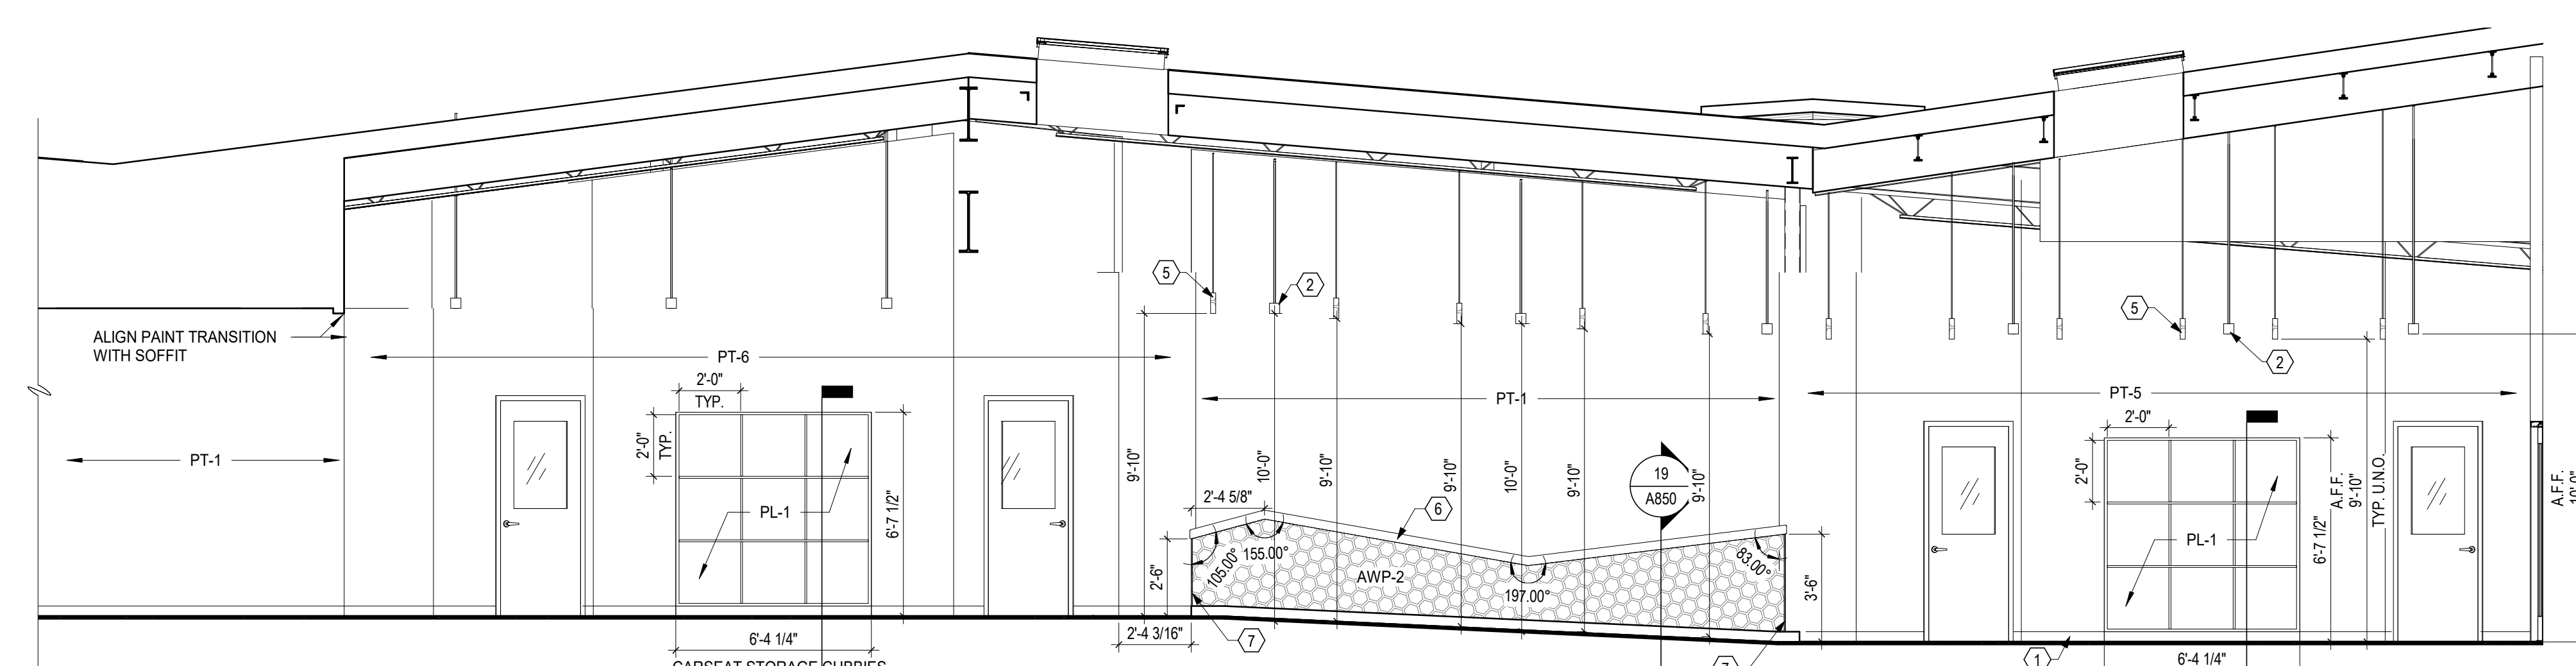 5
2
5
2
ALIGN PAINT TRANSITION
WITH SOFFIT
PT-6
2'-0"
TYP.
2'-0"
TYP.
PT-1
PL-1
6'-7 1/2"
6'-4 1/4"
CARSEAT STORAGE CUBBIES
9'-10"
10'-0"
9'-10"
9'-10"
10'-0"
9'-10"
9'-10"
PT-1
19
A850
2'-4 5/8"
6
105.00°
155.00°
AWP-2
197.00°
83.00°
2'-6"
3'-6"
2'-4 3/16"
7
7
PT-5
2'-0"
2'-0"
PL-1
6'-7 1/2"
A.F.F.
9'-10"
TYP. U.N.O.
A.F.F.
10'-0"
1
6'-4 1/4"